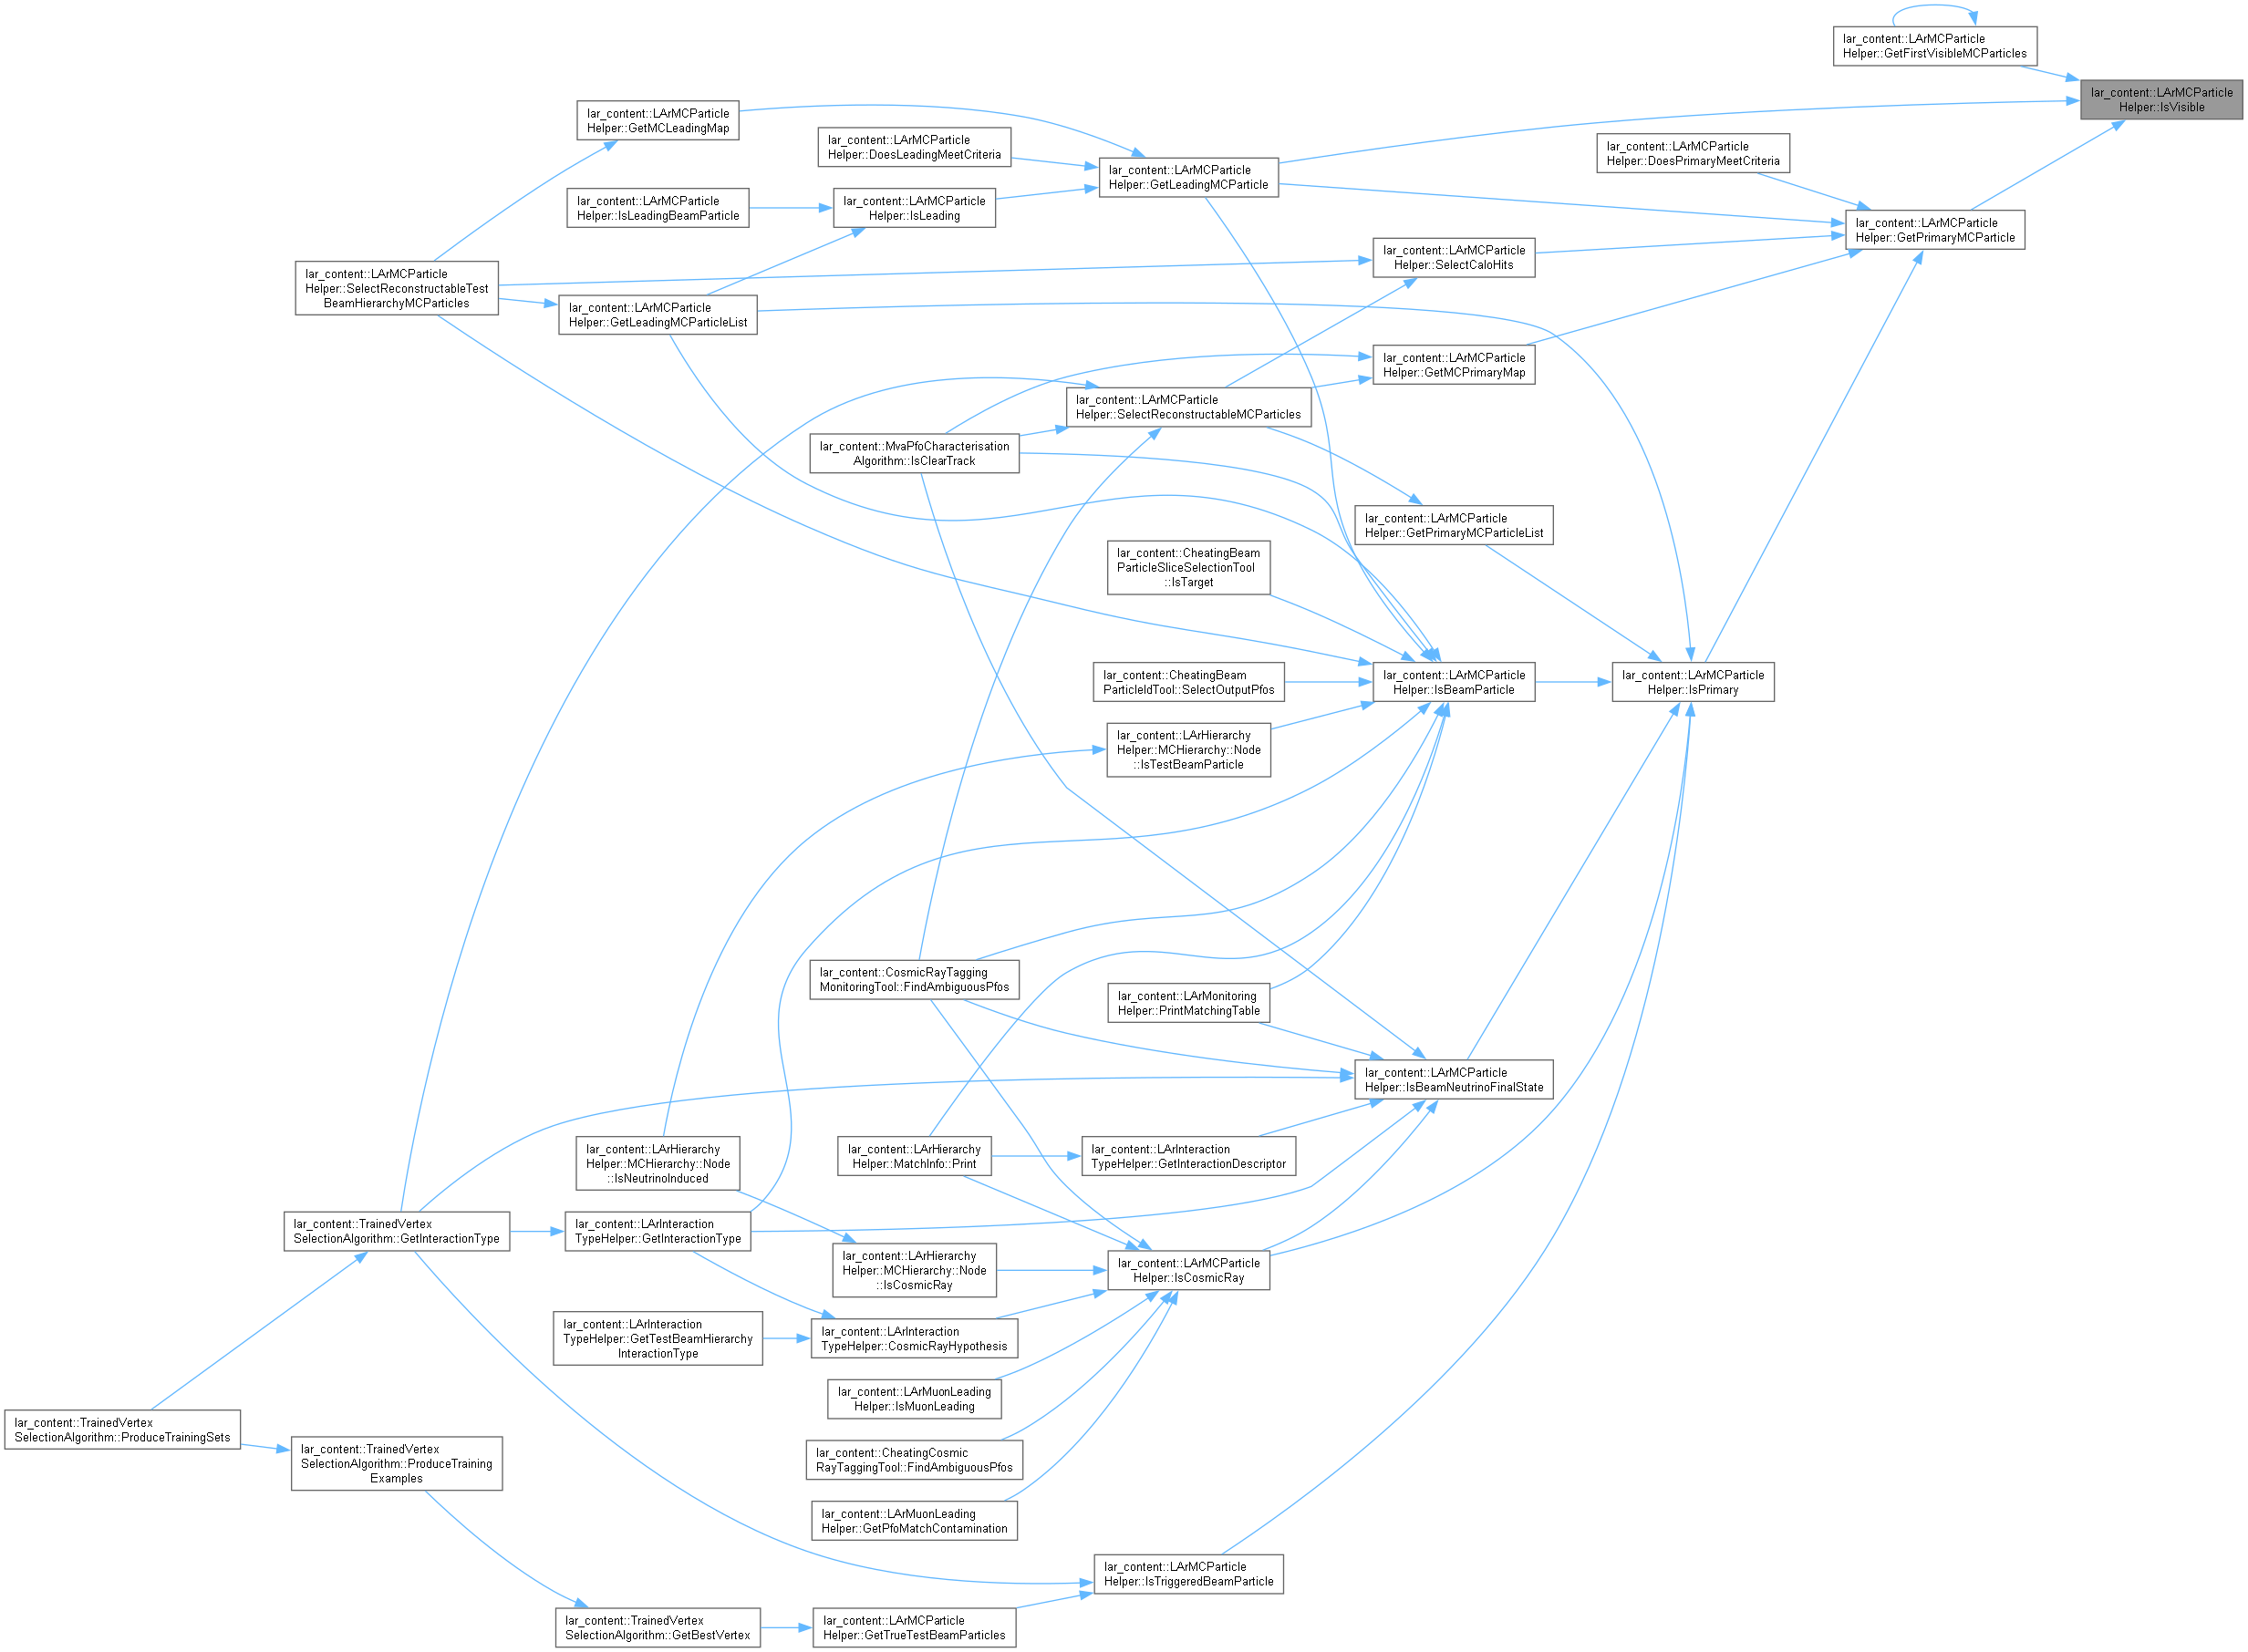 lar_content::LArMCParticle
Helper::GetFirstVisibleMCParticles
lar_content::LArMCParticle
Helper::IsVisible
lar_content::LArMCParticle
Helper::GetMCLeadingMap
lar_content::LArMCParticle
Helper::DoesLeadingMeetCriteria
lar_content::LArMCParticle
Helper::DoesPrimaryMeetCriteria
lar_content::LArMCParticle
Helper::GetLeadingMCParticle
lar_content::LArMCParticle
Helper::IsLeadingBeamParticle
lar_content::LArMCParticle
Helper::IsLeading
lar_content::LArMCParticle
Helper::GetPrimaryMCParticle
lar_content::LArMCParticle
Helper::SelectCaloHits
lar_content::LArMCParticle
Helper::SelectReconstructableTest
BeamHierarchyMCParticles
lar_content::LArMCParticle
Helper::GetLeadingMCParticleList
lar_content::LArMCParticle
Helper::GetMCPrimaryMap
lar_content::LArMCParticle
Helper::SelectReconstructableMCParticles
lar_content::MvaPfoCharacterisation
Algorithm::IsClearTrack
lar_content::LArMCParticle
Helper::GetPrimaryMCParticleList
lar_content::CheatingBeam
ParticleSliceSelectionTool
::IsTarget
lar_content::CheatingBeam
ParticleIdTool::SelectOutputPfos
lar_content::LArMCParticle
Helper::IsBeamParticle
lar_content::LArMCParticle
Helper::IsPrimary
lar_content::LArHierarchy
Helper::MCHierarchy::Node
::IsTestBeamParticle
lar_content::CosmicRayTagging
MonitoringTool::FindAmbiguousPfos
lar_content::LArMonitoring
Helper::PrintMatchingTable
lar_content::LArMCParticle
Helper::IsBeamNeutrinoFinalState
lar_content::LArHierarchy
Helper::MCHierarchy::Node
::IsNeutrinoInduced
lar_content::LArHierarchy
Helper::MatchInfo::Print
lar_content::LArInteraction
TypeHelper::GetInteractionDescriptor
lar_content::TrainedVertex
SelectionAlgorithm::GetInteractionType
lar_content::LArInteraction
TypeHelper::GetInteractionType
lar_content::LArHierarchy
Helper::MCHierarchy::Node
::IsCosmicRay
lar_content::LArMCParticle
Helper::IsCosmicRay
lar_content::LArInteraction
TypeHelper::GetTestBeamHierarchy
InteractionType
lar_content::LArInteraction
TypeHelper::CosmicRayHypothesis
lar_content::LArMuonLeading
Helper::IsMuonLeading
lar_content::TrainedVertex
SelectionAlgorithm::ProduceTrainingSets
lar_content::TrainedVertex
SelectionAlgorithm::ProduceTraining
Examples
lar_content::CheatingCosmic
RayTaggingTool::FindAmbiguousPfos
lar_content::LArMuonLeading
Helper::GetPfoMatchContamination
lar_content::LArMCParticle
Helper::IsTriggeredBeamParticle
lar_content::TrainedVertex
SelectionAlgorithm::GetBestVertex
lar_content::LArMCParticle
Helper::GetTrueTestBeamParticles